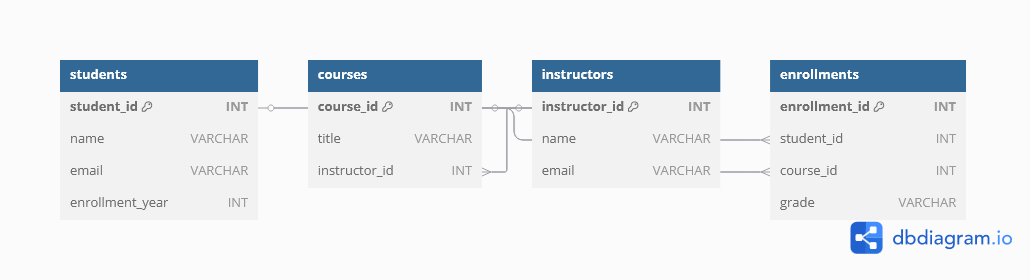 students
student_id INT
name VARCHAR
email VARCHAR
enrollment_year INT
courses
course_id INT
title VARCHAR
instructor_id INT
instructors
instructor_id INT
name VARCHAR
email VARCHAR
enrollments
enrollment_id INT
student_id INT
course_id INT
grade VARCHAR
dbdiagram.io